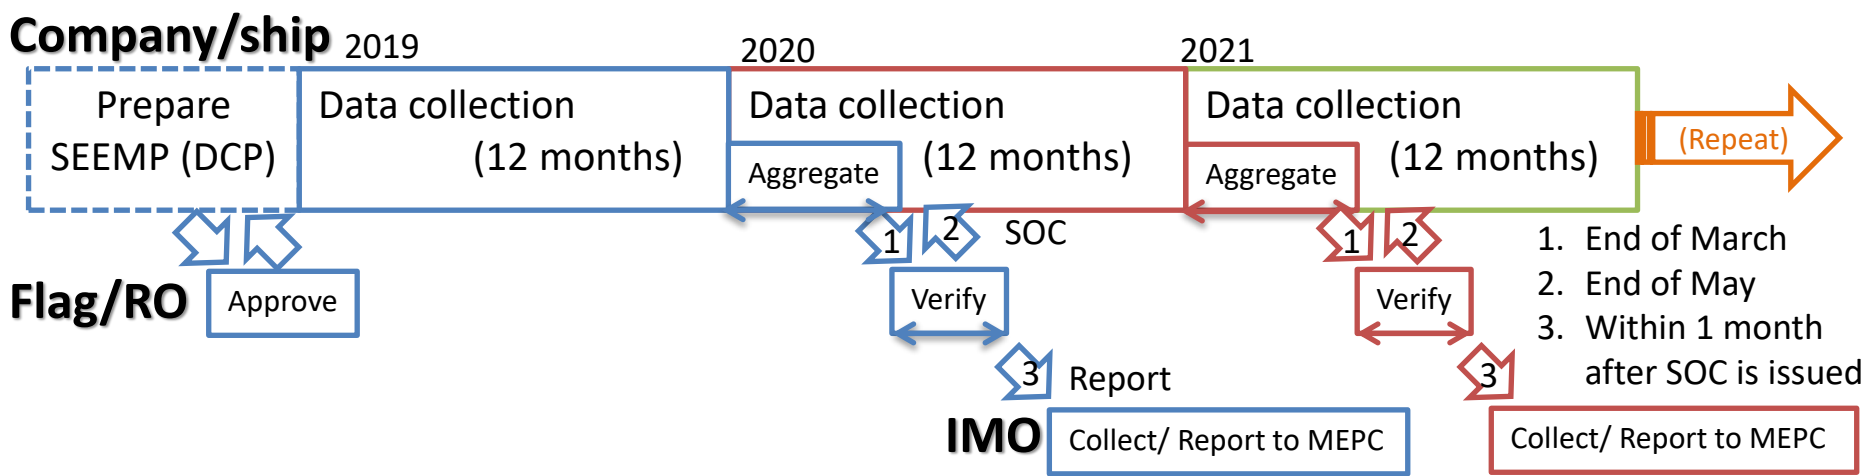 Company/ship
2019
2020
2021
Prepare
SEEMP (DCP)
Data collection
(12 months)
Data collection
(12 months)
Data collection
(12 months)
(Repeat)
Aggregate
Aggregate
1
2
SOC
1
2
Flag/RO
Approve
Verify
Verify
1. End of March
2. End of May
3. Within 1 month
after SOC is issued
3
Report
3
IMO
Collect/ Report to MEPC
Collect/ Report to MEPC